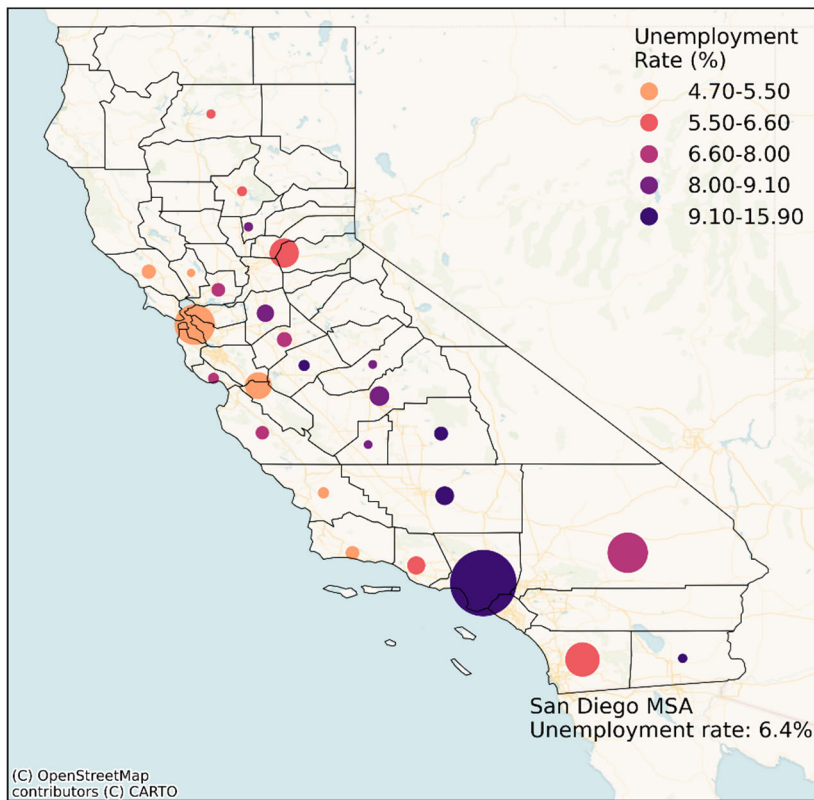 Unemployment
Rate (%)
4.70-5.50
5.50-6.60
6.60-8.00
8.00-9.10
9.10-15.90
San Diego MSA
Unemployment rate: 6.4%
(C) OpenStreetMap
contributors (C) CARTO